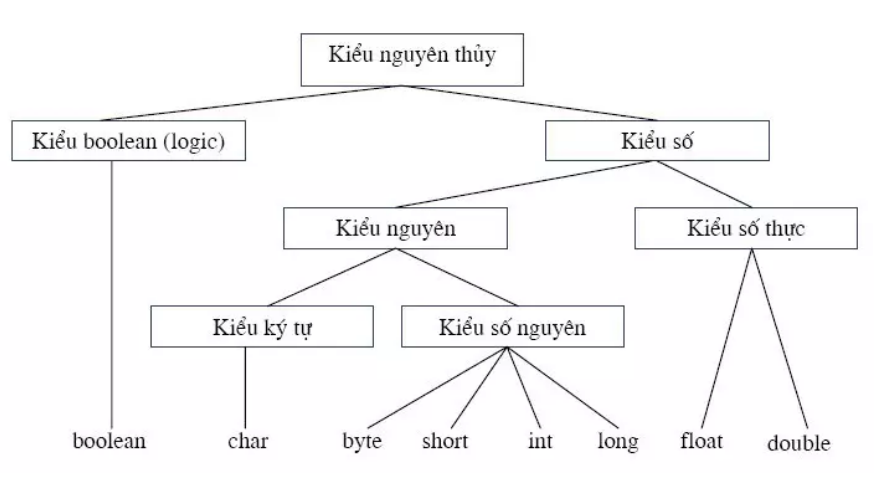 Kiểu nguyên thủy
Kiểu boolean (logic)
Kiểu số
Kiểu nguyên
Kiểu số thực
Kiểu ký tự
Kiểu số nguyên
boolean
char
byte
short
int
long
float
double